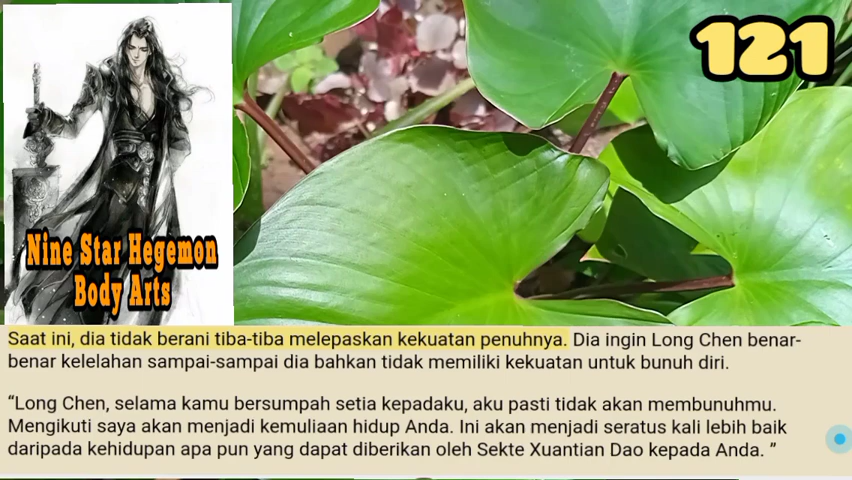 121
Nine Star Hegemon
Body Arts
Saat ini, dia tidak berani tiba-tiba melepaskan kekuatan penuhnya. Dia ingin Long Chen benar-
benar kelelahan sampai-sampai dia bahkan tidak memiliki kekuatan untuk bunuh diri.
“Long Chen, selama kamu bersumpah setia kepadaku, aku pasti tidak akan membunuhmu.
Mengikuti saya akan menjadi kemuliaan hidup Anda. Ini akan menjadi seratus kali lebih baik
daripada kehidupan apa pun yang dapat diberikan oleh Sekte Xuantian Dao kepada Anda. ”